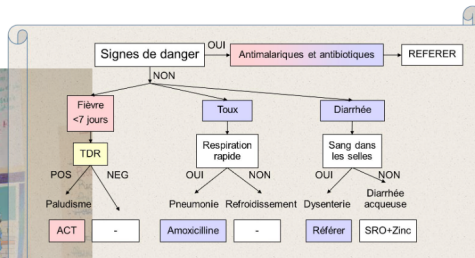 Signes de danger
OUI
Antimalariques et antibiotiques
REFERER
NON
Fièvre
<7 jours
Toux
Diarrhée
TDR
Respiration
rapide
Sang dans
les selles
POS
NEG
OUI
NON
OUI
NON
Paludisme
Pneumonie
Refroidissement
Dysenterie
Diarrhée
acqueuse
ACT
-
Amoxicilline
-
Référer
SRO+Zinc